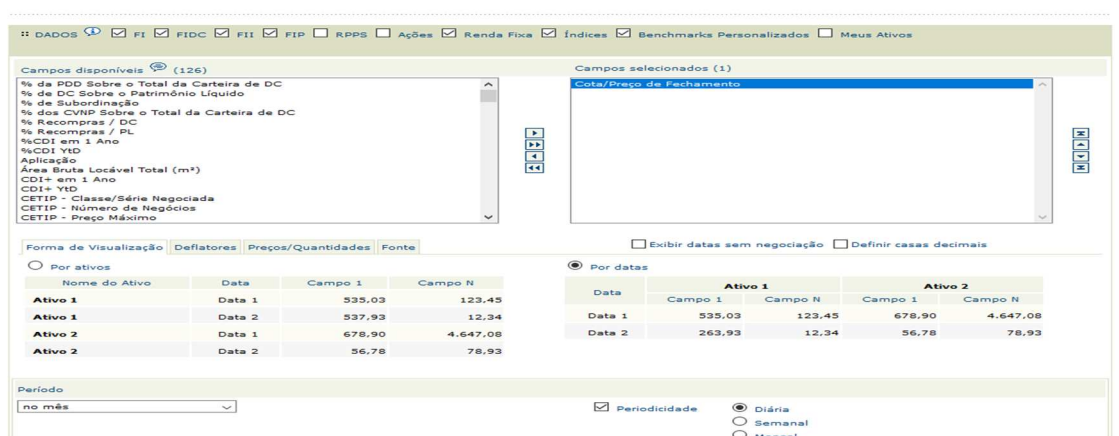 :: DADOS FI FIDC FII FIP RPPS Ações Renda Fixa Índices Benchmarks Personalizados Meus Ativos
Campos disponíveis (126)
% da PDD Sobre o Total da Carteira de DC
% de DC Sobre o Patrimônio Líquido
% de Subordinação
% dos CVNP Sobre o Total da Carteira de DC
% Recompras / DC
% Recompras / PL
%CDI em 1 Ano
%CDI YtD
Aplicação
Área Bruta Locável Total (m²)
CDI+ em 1 Ano
CDI+ YtD
CETIP - Classe/Série Negociada
CETIP - Número de Negócios
CETIP - Preço Máximo
Campos selecionados (1)
Cota/Preço de Fechamento
Forma de Visualização Deflatores Preços/Quantidades Fonte
Exibir datas sem negociação Definir casas decimais
Por ativos
Nome do Ativo Data Campo 1 Campo N
Ativo 1 Data 1 535,03 123,45
Ativo 1 Data 2 537,93 12,34
Ativo 2 Data 1 678,90 4.647,08
Ativo 2 Data 2 56,78 78,93
Por datas
Data Ativo 1 Ativo 2
Campo 1 Campo N Campo 1 Campo N
Data 1 535,03 123,45 678,90 4.647,08
Data 2 263,93 12,34 56,78 78,93
Período
no mês
Periodicidade Diária
Semanal